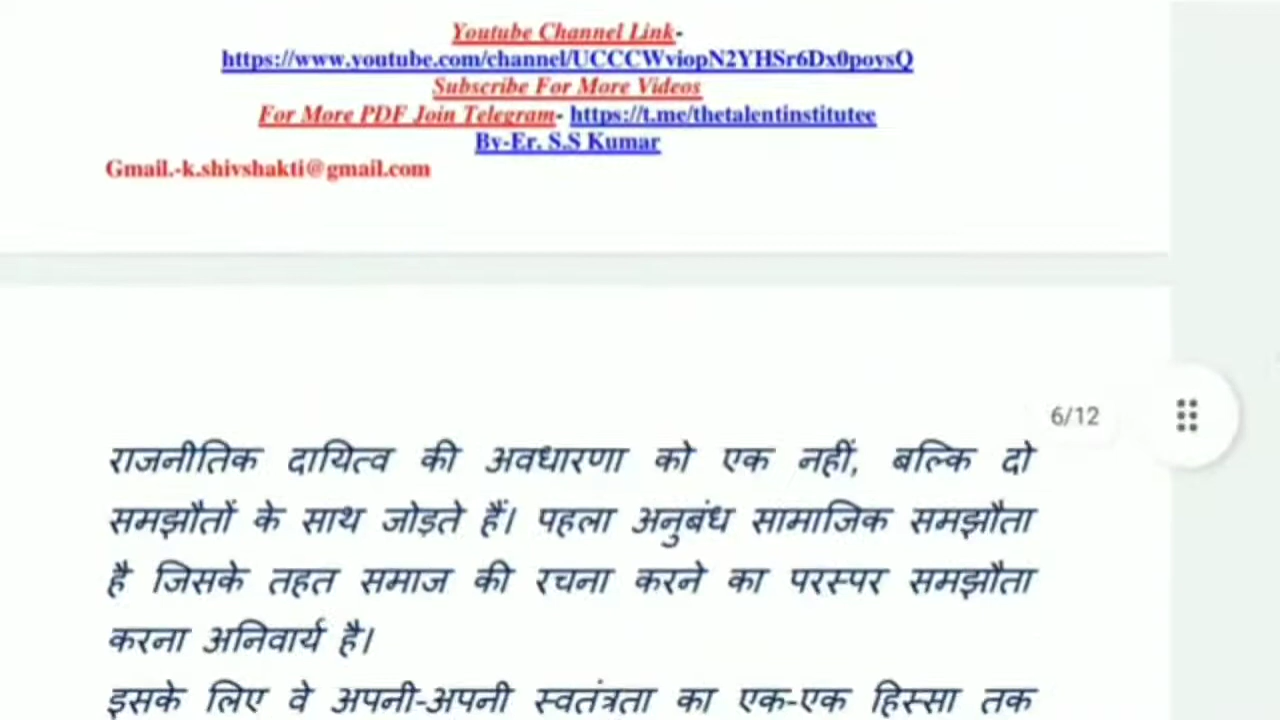 Youtube Channel Link-
https://www.youtube.com/channel/UCCCWviopN2YHSr6Dx0poysQ
Subscribe For More Videos
For More PDF Join Telegram- https://t.me/thetalentinstitutee
By-Er. S.S Kumar
Gmail.-k.shivshakti@gmail.com
6/12
राजनीतिक दायित्व की अवधारणा को एक नहीं, बल्कि दो
समझौतों के साथ जोड़ते हैं। पहला अनुबंध सामाजिक समझौता
है जिसके तहत समाज की रचना करने का परस्पर समझौता
करना अनिवार्य है।
इसके लिए वे अपनी-अपनी स्वतंत्रता का एक-एक हिस्सा तक